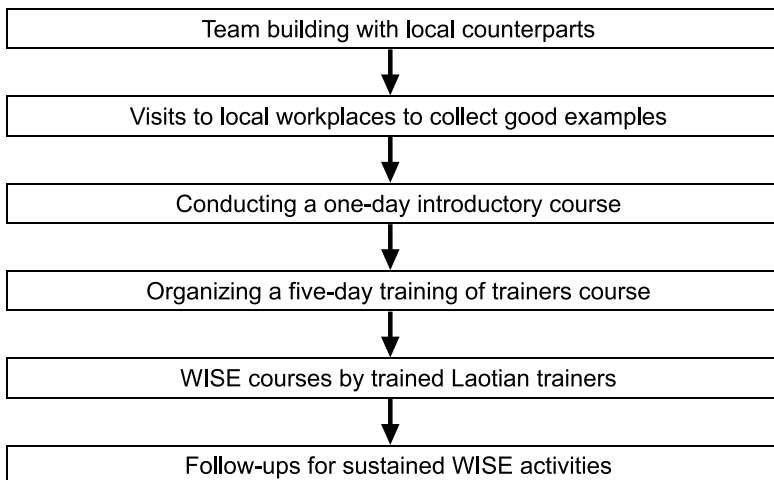 Team building with local counterparts
Visits to local workplaces to collect good examples
Conducting a one-day introductory course
Organizing a five-day training of trainers course
WISE courses by trained Laotian trainers
Follow-ups for sustained WISE activities